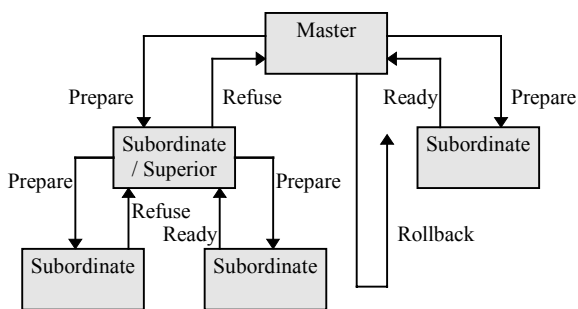 Master
Prepare
Refuse
Ready
Prepare
Subordinate
/ Superior
Subordinate
Prepare
Prepare
Refuse
Ready
Rollback
Subordinate
Subordinate